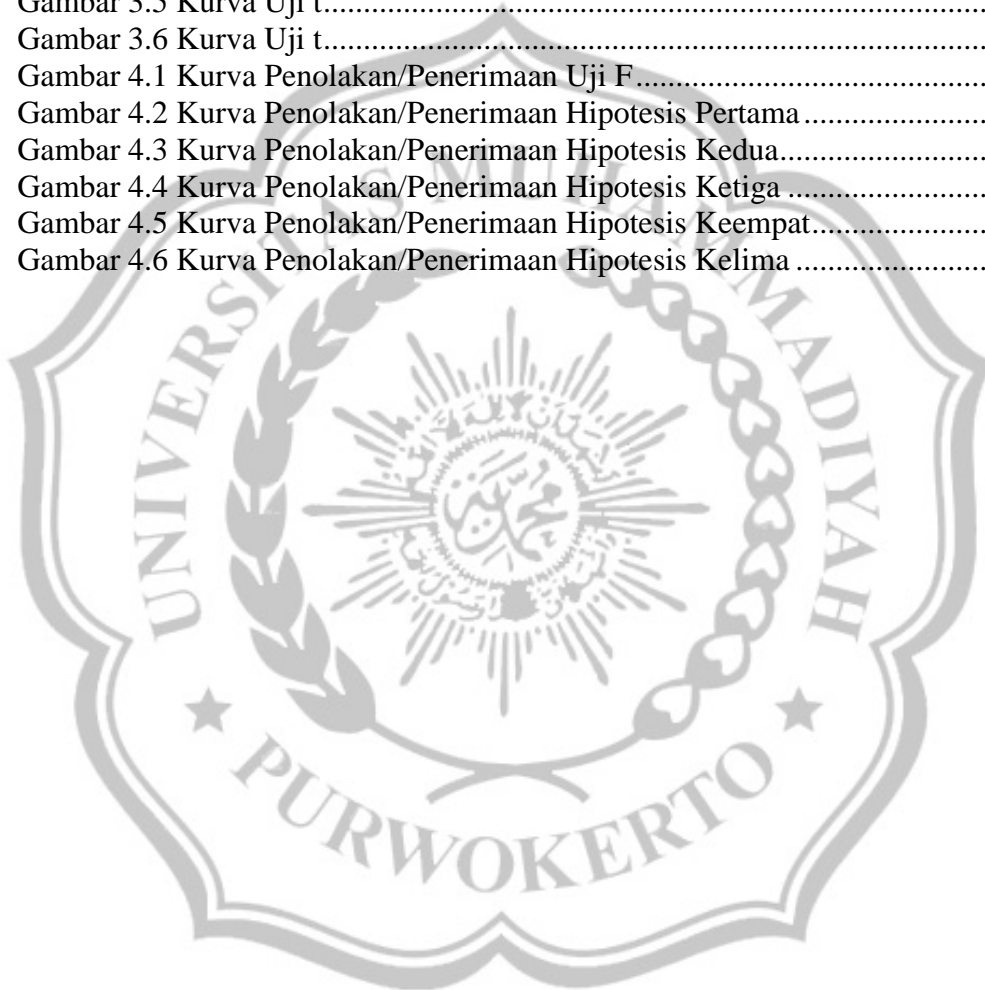 Gambar 3.5 Kurva Uji t..............................................................................
Gambar 3.6 Kurva Uji t..............................................................................
Gambar 4.1 Kurva Penolakan/Penerimaan Uji F.....................................
Gambar 4.2 Kurva Penolakan/Penerimaan Hipotesis Pertama ...................
Gambar 4.3 Kurva Penolakan/Penerimaan Hipotesis Kedua......................
Gambar 4.4 Kurva Penolakan/Penerimaan Hipotesis Ketiga .....................
Gambar 4.5 Kurva Penolakan/Penerimaan Hipotesis Keempat..................
Gambar 4.6 Kurva Penolakan/Penerimaan Hipotesis Kelima ....................
UNIVERSITAS MUHAMMADIYAH
PURWOKERTO